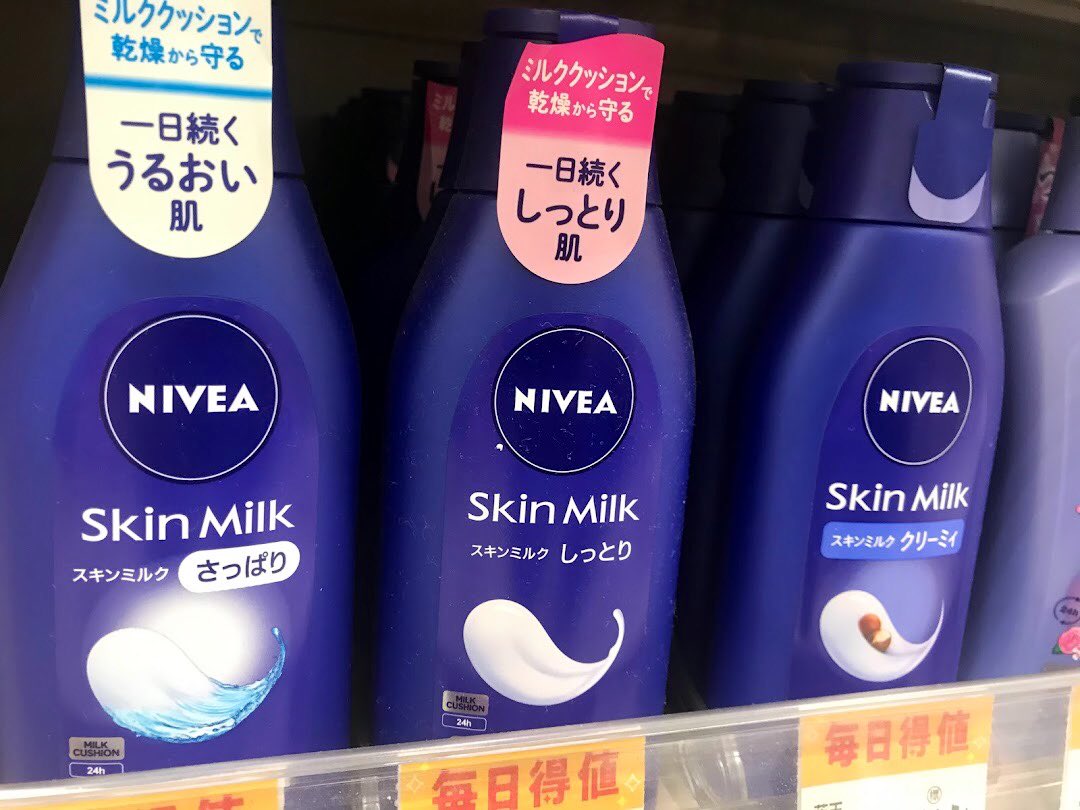 ミルククッションで
乾燥から守る
一日続く
うるおい
肌
NIVEA
Skin Milk
スキンミルク さっぱり
MILK
CUSHION
24h
ミルククッションで
乾燥から守る
一日続く
しっとり
肌
NIVEA
Skin Milk
スキンミルク しっとり
MILK
CUSHION
24h
NIVEA
Skin Milk
スキンミルク クリーミィ
24h
毎日得値
毎日得値
花王